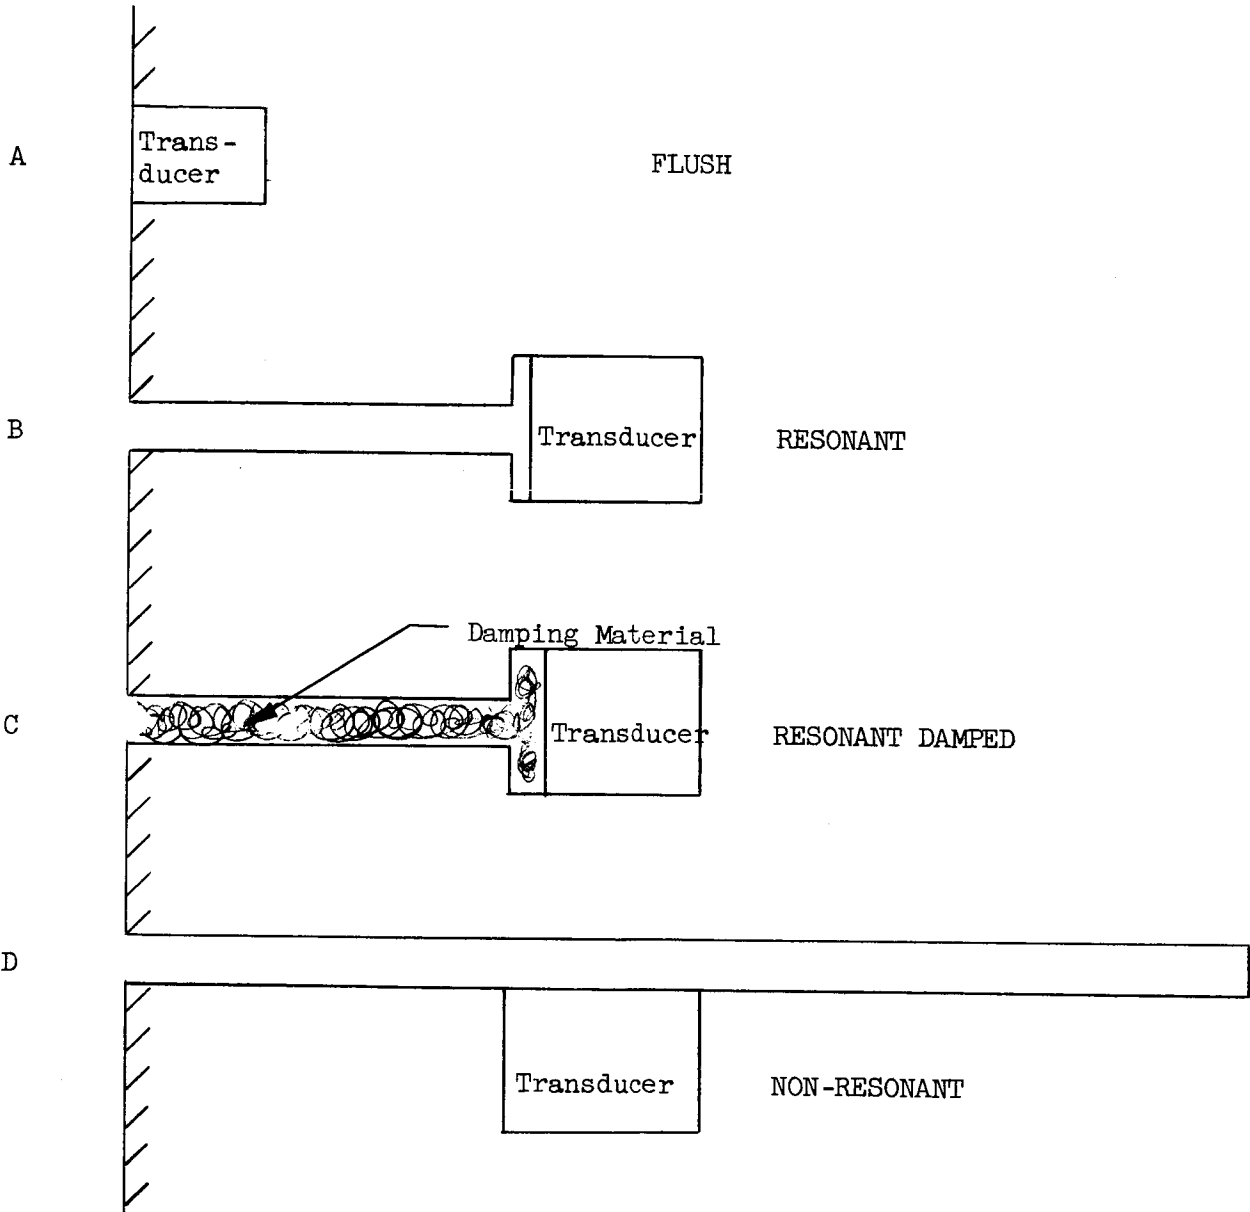 A
Trans-
ducer
FLUSH
B
Transducer
RESONANT
Damping Material
C
Transducer
RESONANT DAMPED
D
Transducer
NON-RESONANT